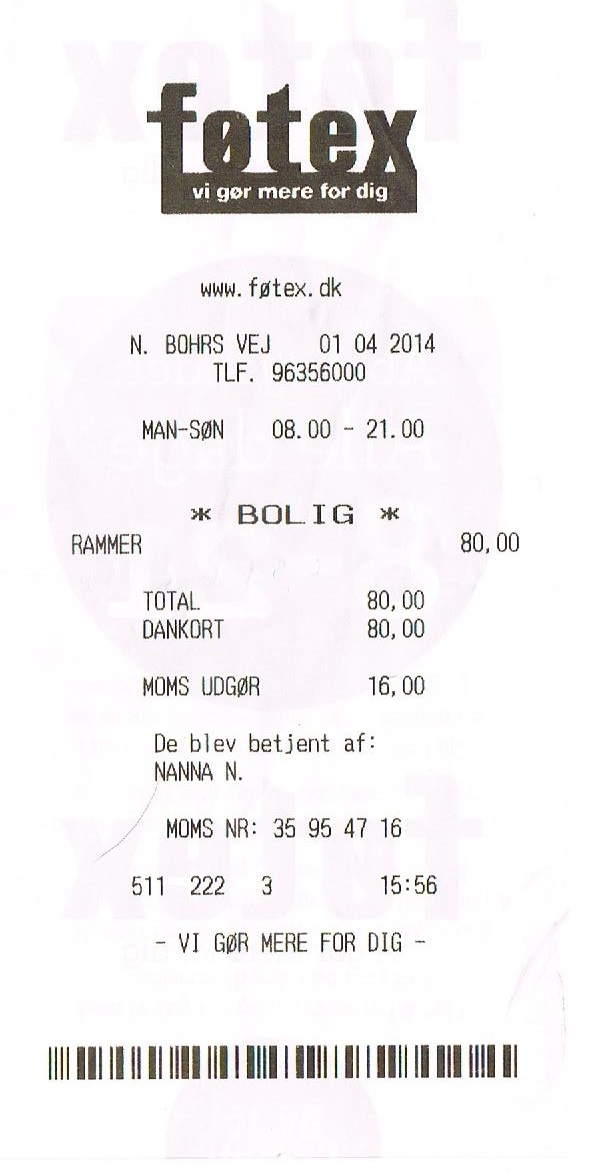 føtex
vi gør mere for dig
www.føtex.dk
N. BOHRS VEJ 01 04 2014
TLF. 96356000
MAN-SØN 08.00 - 21.00
* BOLIG *
RAMMER 80,00
TOTAL 80,00
DANKORT 80,00
MOMS UDGØR 16,00
De blev betjent af:
NANNA N.
MOMS NR: 35 95 47 16
511 222 3 15:56
- VI GØR MERE FOR DIG -